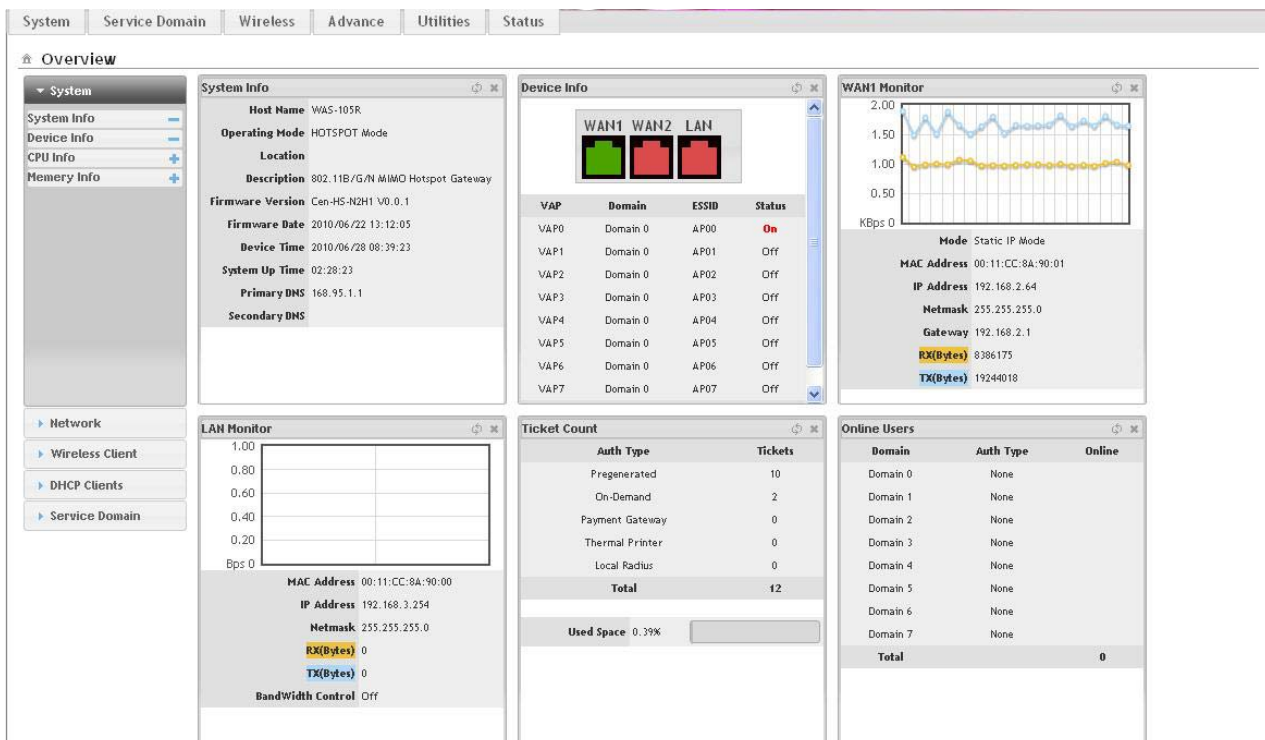 System Service Domain Wireless Advance Utilities Status
Overview
System
System Info
Device Info
CPU Info
Memery Info
Network
Wireless Client
DHCP Clients
Service Domain
System Info
Host Name WAS-105R
Operating Mode HOTSPOT Mode
Location
Description 802.11B/G/N MIMO Hotspot Gateway
Firmware Version Cen-HS-N2H1 V0.0.1
Firmware Date 2010/06/22 13:12:05
Device Time 2010/06/28 08:39:23
System Up Time 02:28:23
Primary DNS 168.95.1.1
Secondary DNS
Device Info
WAN1 WAN2 LAN
VAP Domain ESSID Status
VAP0 Domain 0 AP00 On
VAP1 Domain 0 AP01 Off
VAP2 Domain 0 AP02 Off
VAP3 Domain 0 AP03 Off
VAP4 Domain 0 AP04 Off
VAP5 Domain 0 AP05 Off
VAP6 Domain 0 AP06 Off
VAP7 Domain 0 AP07 Off
WAN1 Monitor
2.00
1.50
1.00
0.50
KBps 0
Mode Static IP Mode
MAC Address 00:11:CC:8A:90:01
IP Address 192.168.2.64
Netmask 255.255.255.0
Gateway 192.168.2.1
RX(Bytes) 8386175
TX(Bytes) 19244018
LAN Monitor
1.00
0.80
0.60
0.40
0.20
Bps 0
MAC Address 00:11:CC:8A:90:00
IP Address 192.168.3.254
Netmask 255.255.255.0
RX(Bytes) 0
TX(Bytes) 0
BandWidth Control Off
Ticket Count
Auth Type Tickets
Pregenerated 10
On-Demand 2
Payment Gateway 0
Thermal Printer 0
Local Radius 0
Total 12
Used Space 0.39%
Online Users
Domain Auth Type Online
Domain 0 None
Domain 1 None
Domain 2 None
Domain 3 None
Domain 4 None
Domain 5 None
Domain 6 None
Domain 7 None
Total 0